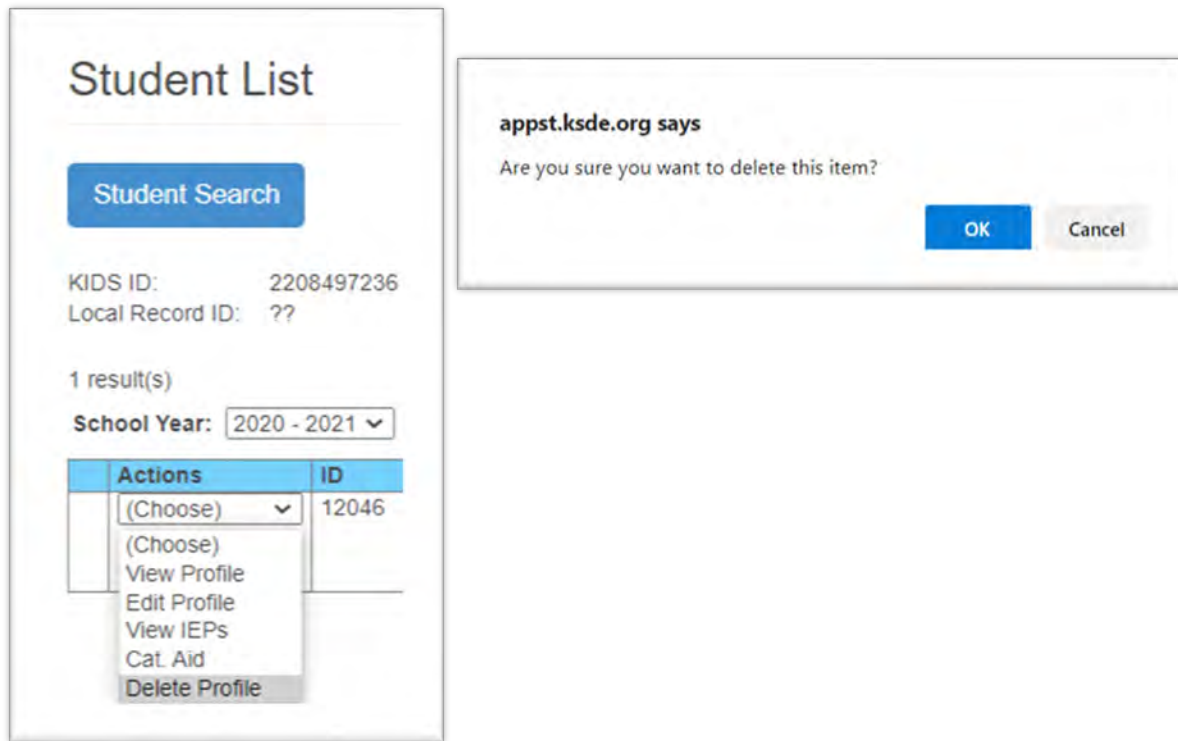 Student List
Student Search
KIDS ID: 2208497236
Local Record ID: ??
1 result(s)
School Year: 2020 - 2021
Actions ID
(Choose) 12046
(Choose)
View Profile
Edit Profile
View IEPs
Cat. Aid
Delete Profile
appst.ksde.org says
Are you sure you want to delete this item?
OK Cancel